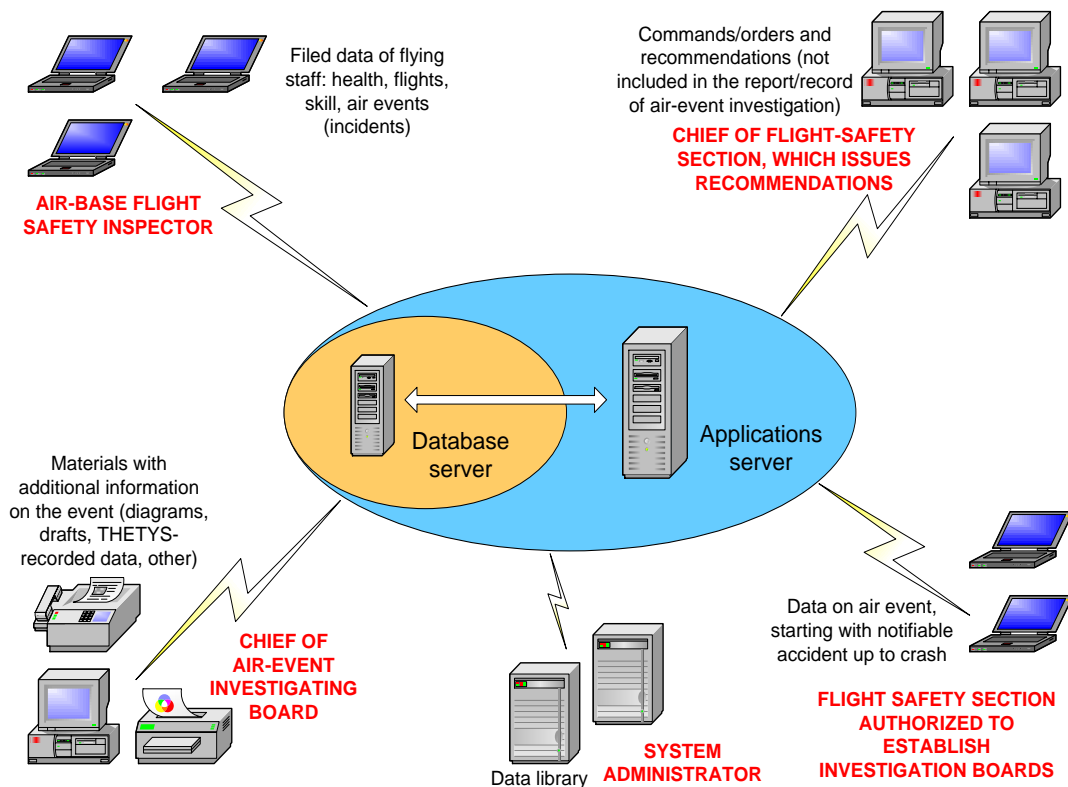 Filed data of flying
staff: health, flights,
skill, air events
(incidents)
AIR-BASE FLIGHT
SAFETY INSPECTOR
Commands/orders and
recommendations (not
included in the report/record
of air-event investigation)
CHIEF OF FLIGHT-SAFETY
SECTION, WHICH ISSUES
RECOMMENDATIONS
Database
server
Applications
server
Materials with
additional information
on the event (diagrams,
drafts, THETYS-
recorded data, other)
CHIEF OF
AIR-EVENT
INVESTIGATING
BOARD
Data library
SYSTEM
ADMINISTRATOR
Data on air event,
starting with notifiable
accident up to crash
FLIGHT SAFETY SECTION
AUTHORIZED TO
ESTABLISH
INVESTIGATION BOARDS